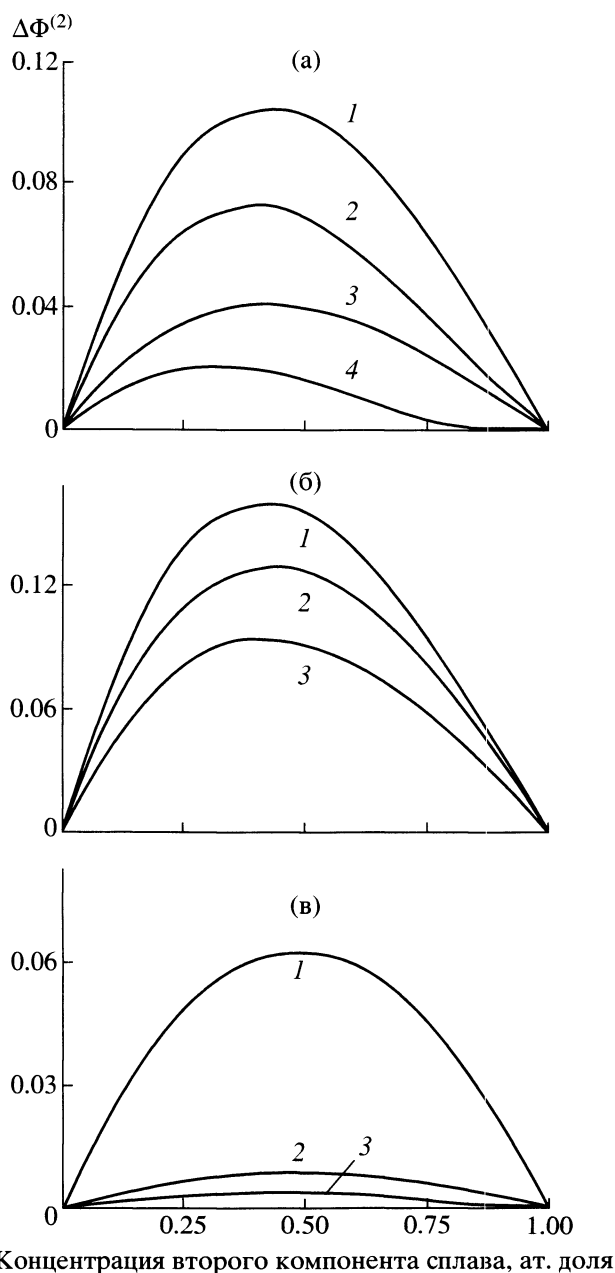 ΔΦ(2)
0.12 (а)
1
0.08
2
0.04 3
4
0
(б)
1
0.12
2
0.06
3
0
(в)
0.06
1
0.03
2 3
0 0.25 0.50 0.75 1.00
Концентрация второго компонента сплава, ат. доля